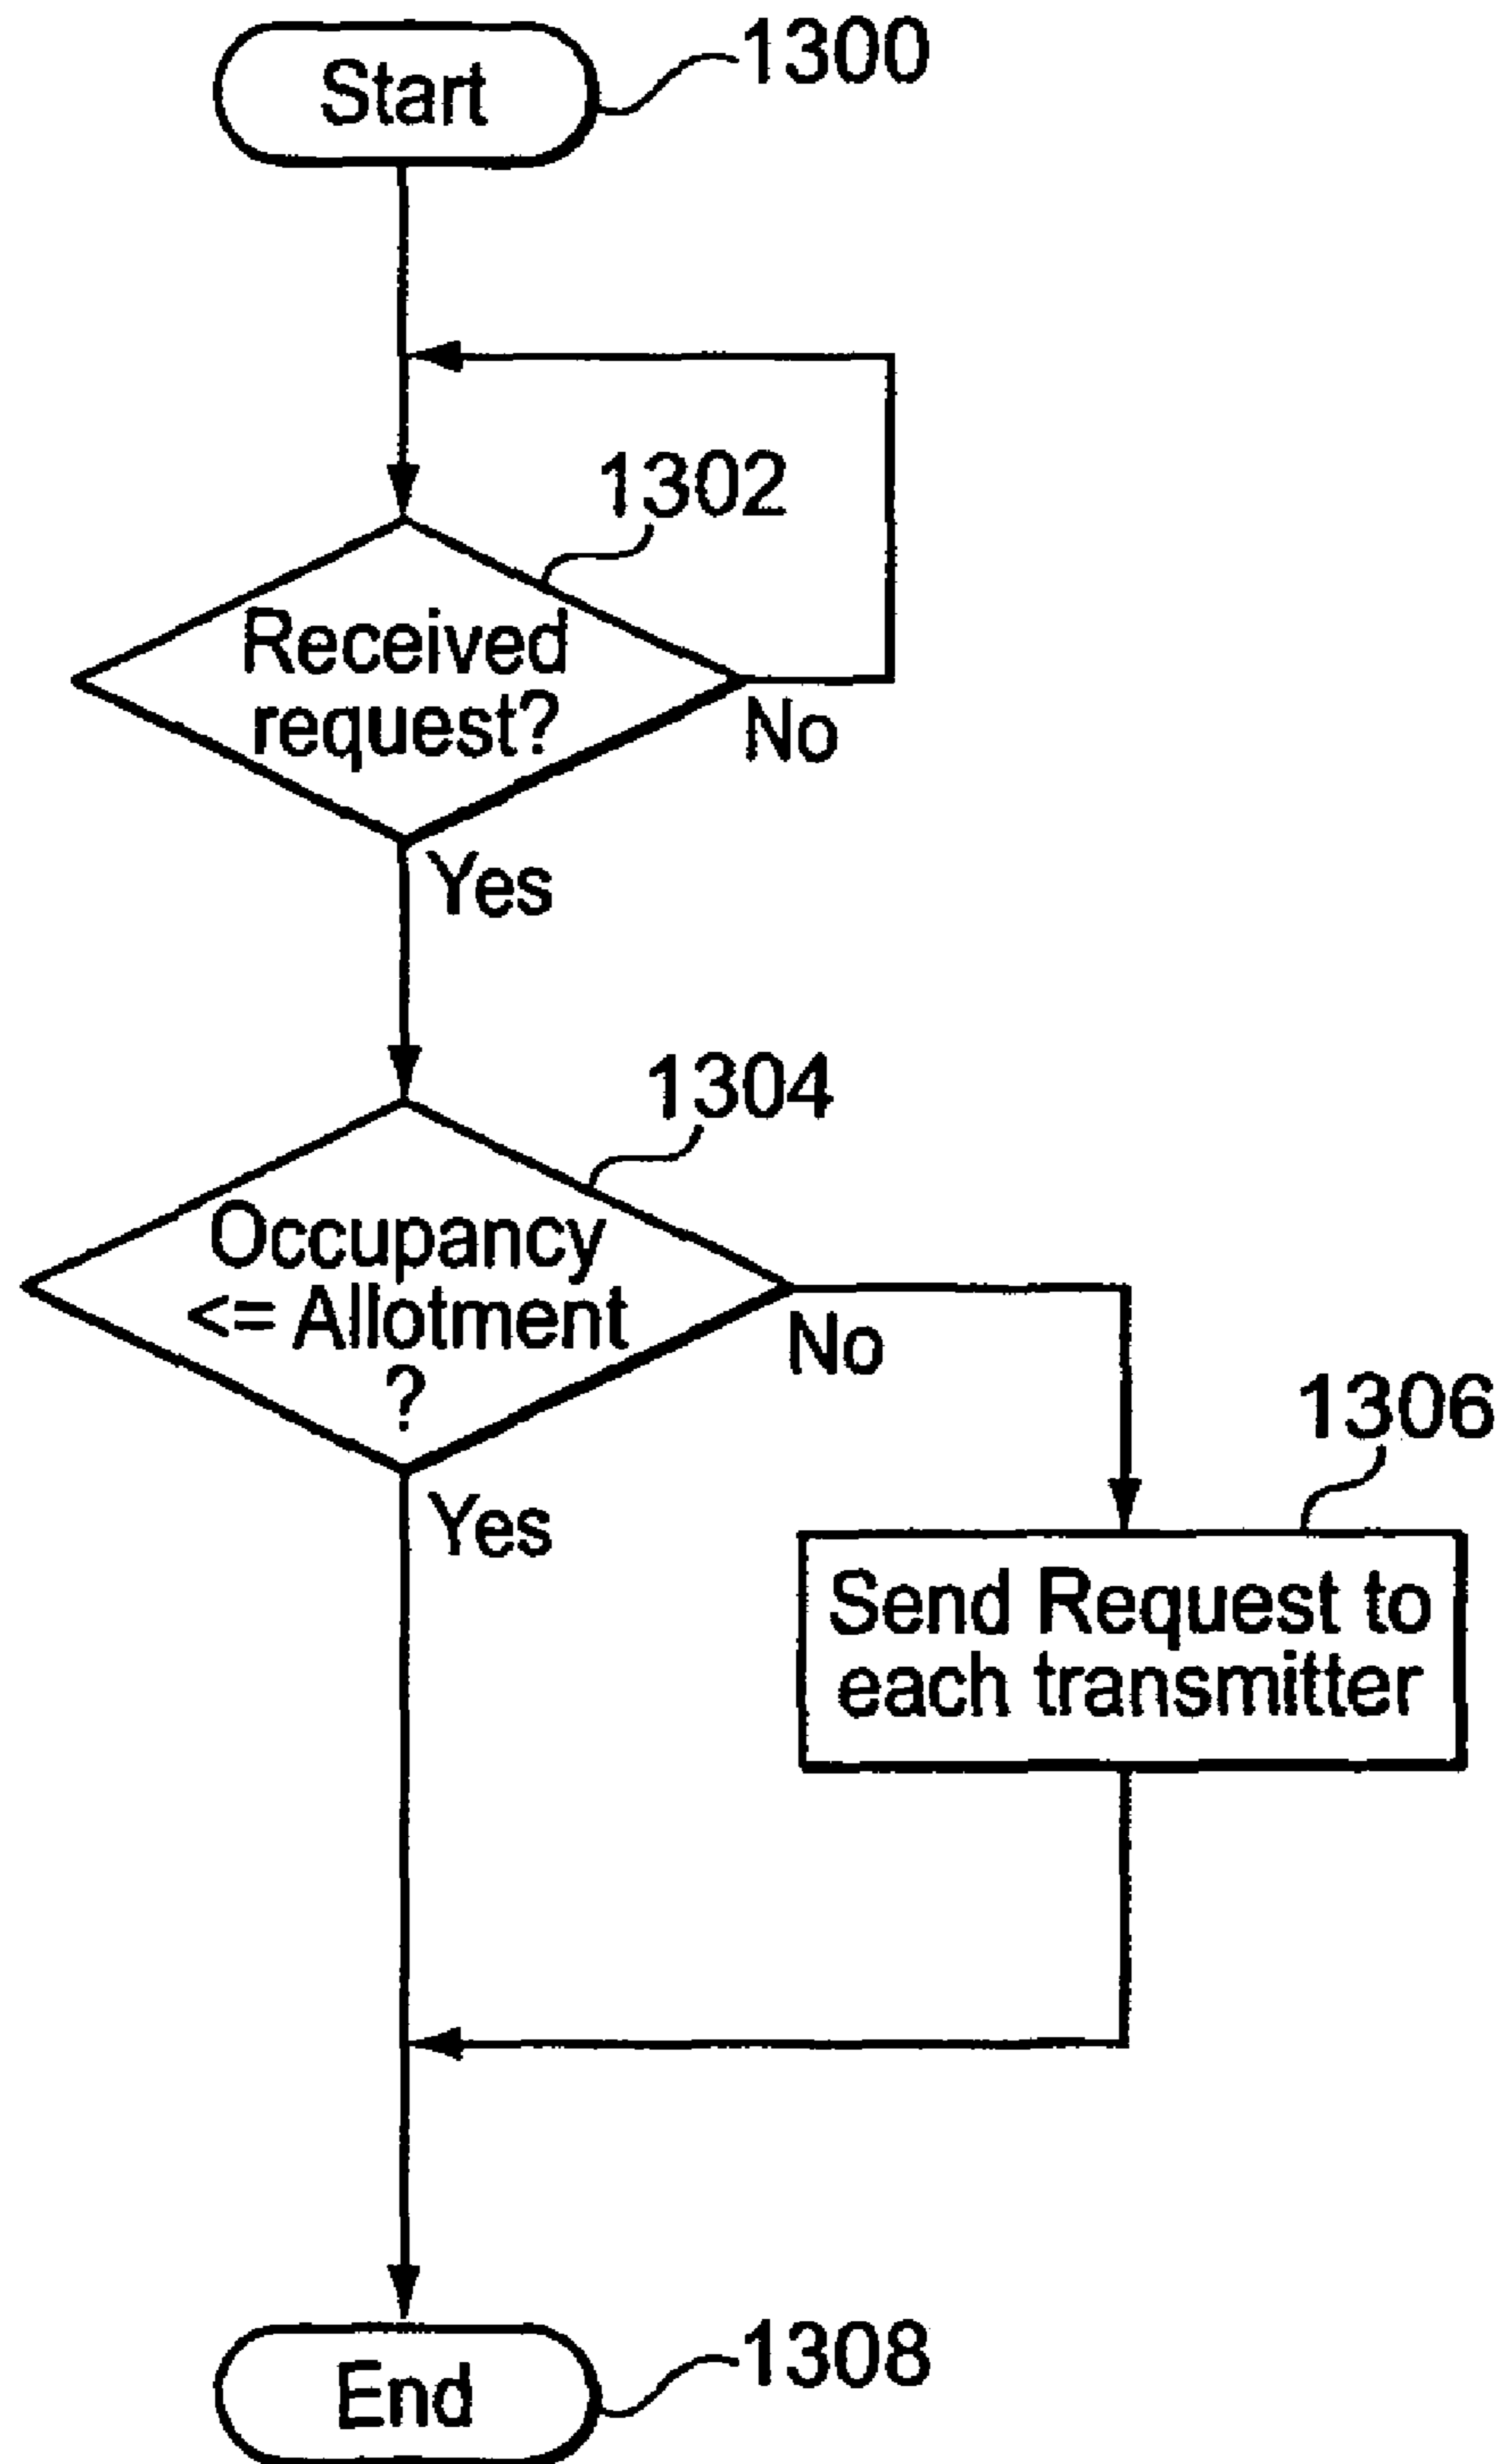 Start
1300
1302
Received
request?
No
Yes
1304
Occupancy
<= Allotment
?
No
Yes
1306
Send Request to
each transmitter
End
1308